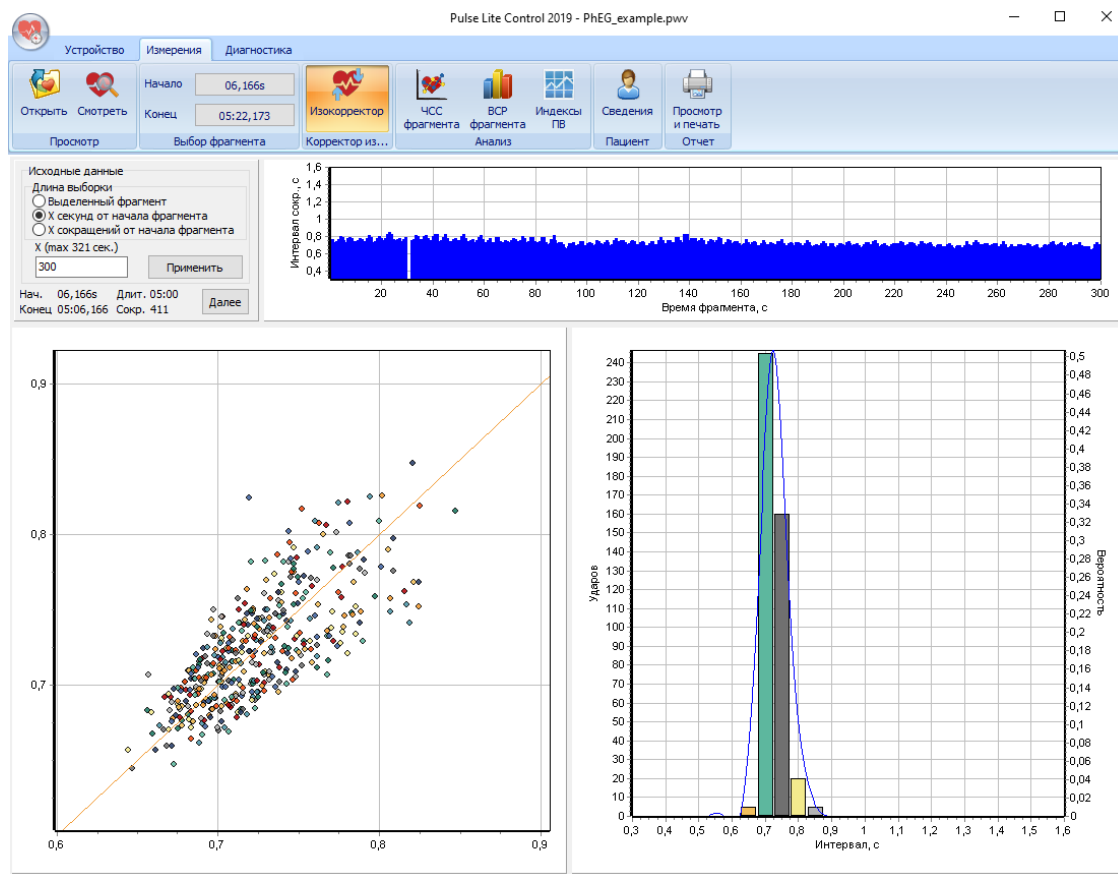 Pulse Lite Control 2019 - PhEG_example.pwv
Устройство Измерения Диагностика
Открыть Смотреть
Просмотр
Начало 06,166s
Конец 05:22,173
Выбор фрагмента
Изокорректор
Корректор из...
ЧСС фрагмента
ВСР фрагмента
Индексы ПВ
Анализ
Сведения
Пациент
Просмотр и печать
Отчет
Исходные данные
Длина выборки
Выделенный фрагмент
X секунд от начала фрагмента
X сокращений от начала фрагмента
X (max 321 сек.)
300 Применить
Нач. 06,166s Длит. 05:00
Конец 05:06,166 Сокр. 411
Далее
Интервал сокр., с
1,6
1,4
1,2
1
0,8
0,6
0,4
20 40 60 80 100 120 140 160 180 200 220 240 260 280 300
Время фрагмента, с
0,9
0,8
0,7
0,6 0,7 0,8 0,9
Ударов
240
230
220
210
200
190
180
170
160
150
140
130
120
110
100
90
80
70
60
50
40
30
20
10
0
0,5
0,48
0,46
0,44
0,42
0,4
0,38
0,36
0,34
0,32
0,3
0,28
0,26
0,24
0,22
0,2
0,18
0,16
0,14
0,12
0,1
0,08
0,06
0,04
0,02
0
Вероятность
0,3 0,4 0,5 0,6 0,7 0,8 0,9 1 1,1 1,2 1,3 1,4 1,5 1,6
Интервал, с